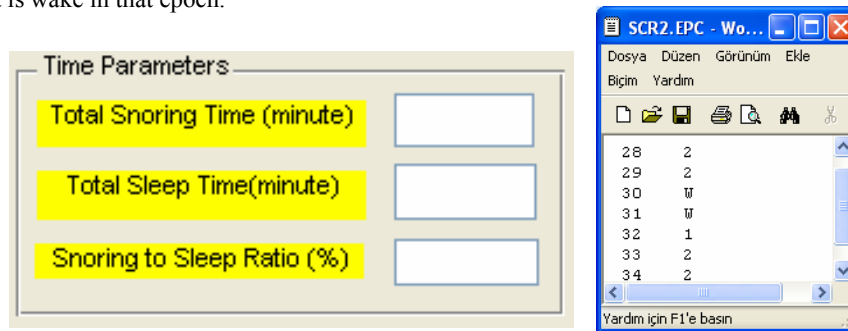 is wake in that epoch.
Time Parameters
Total Snoring Time (minute)
Total Sleep Time(minute)
Snoring to Sleep Ratio (%)
SCR2.EPC - Wo...
Dosya Düzen Görünüm Ekle
Biçim Yardım
28 2
29 2
30 W
31 W
32 1
33 2
34 2
Yardım için F1'e basın